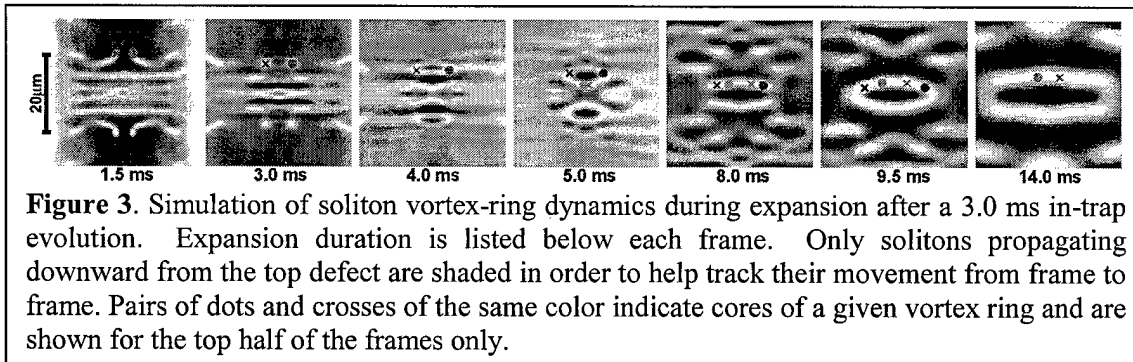 20μm
1.5 ms 3.0 ms 4.0 ms 5.0 ms 8.0 ms 9.5 ms 14.0 ms
Figure 3. Simulation of soliton vortex-ring dynamics during expansion after a 3.0 ms in-trap
evolution. Expansion duration is listed below each frame. Only solitons propagating
downward from the top defect are shaded in order to help track their movement from frame to
frame. Pairs of dots and crosses of the same color indicate cores of a given vortex ring and are
shown for the top half of the frames only.